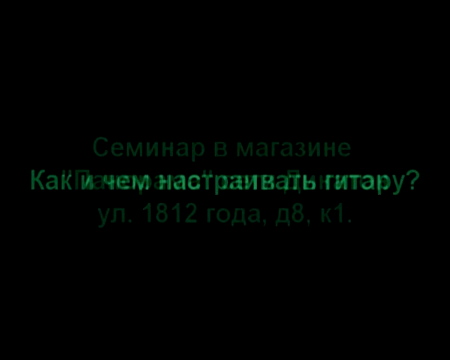 Семинар в магазине
Как и чем настраивать гитару?
ул. 1812 года, д8, к1.